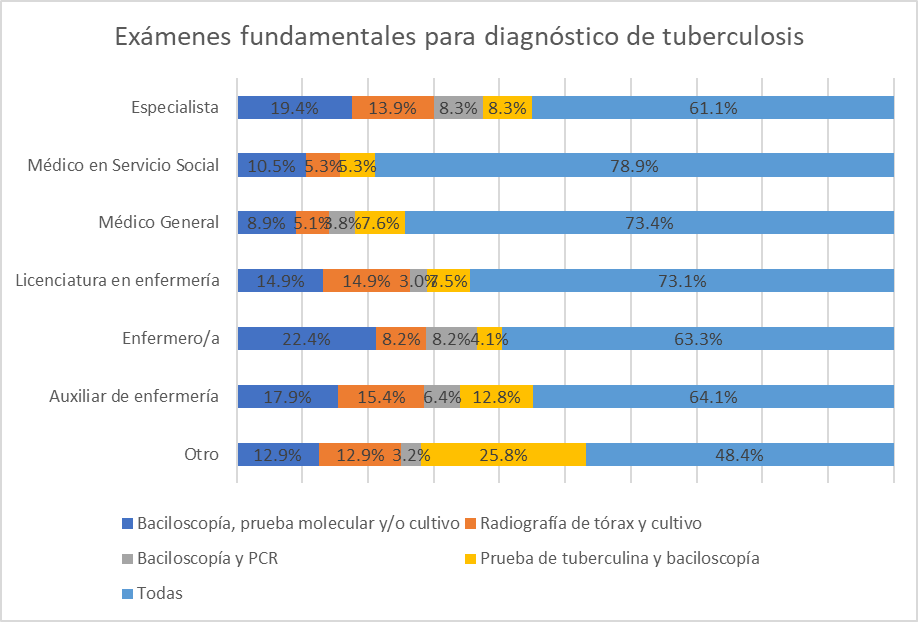 Exámenes fundamentales para diagnóstico de tuberculosis
Especialista 19.4% 13.9% 8.3% 8.3% 61.1%
Médico en Servicio Social 10.5% 5.3% 5.3% 78.9%
Médico General 8.9% 5.1% 3.8% 7.6% 73.4%
Licenciatura en enfermería 14.9% 14.9% 3.0% 7.5% 73.1%
Enfermero/a 22.4% 8.2% 8.2% 4.1% 63.3%
Auxiliar de enfermería 17.9% 15.4% 6.4% 12.8% 64.1%
Otro 12.9% 12.9% 3.2% 25.8% 48.4%
Baciloscopía, prueba molecular y/o cultivo Radiografía de tórax y cultivo
Baciloscopía y PCR Prueba de tuberculina y baciloscopía
Todas